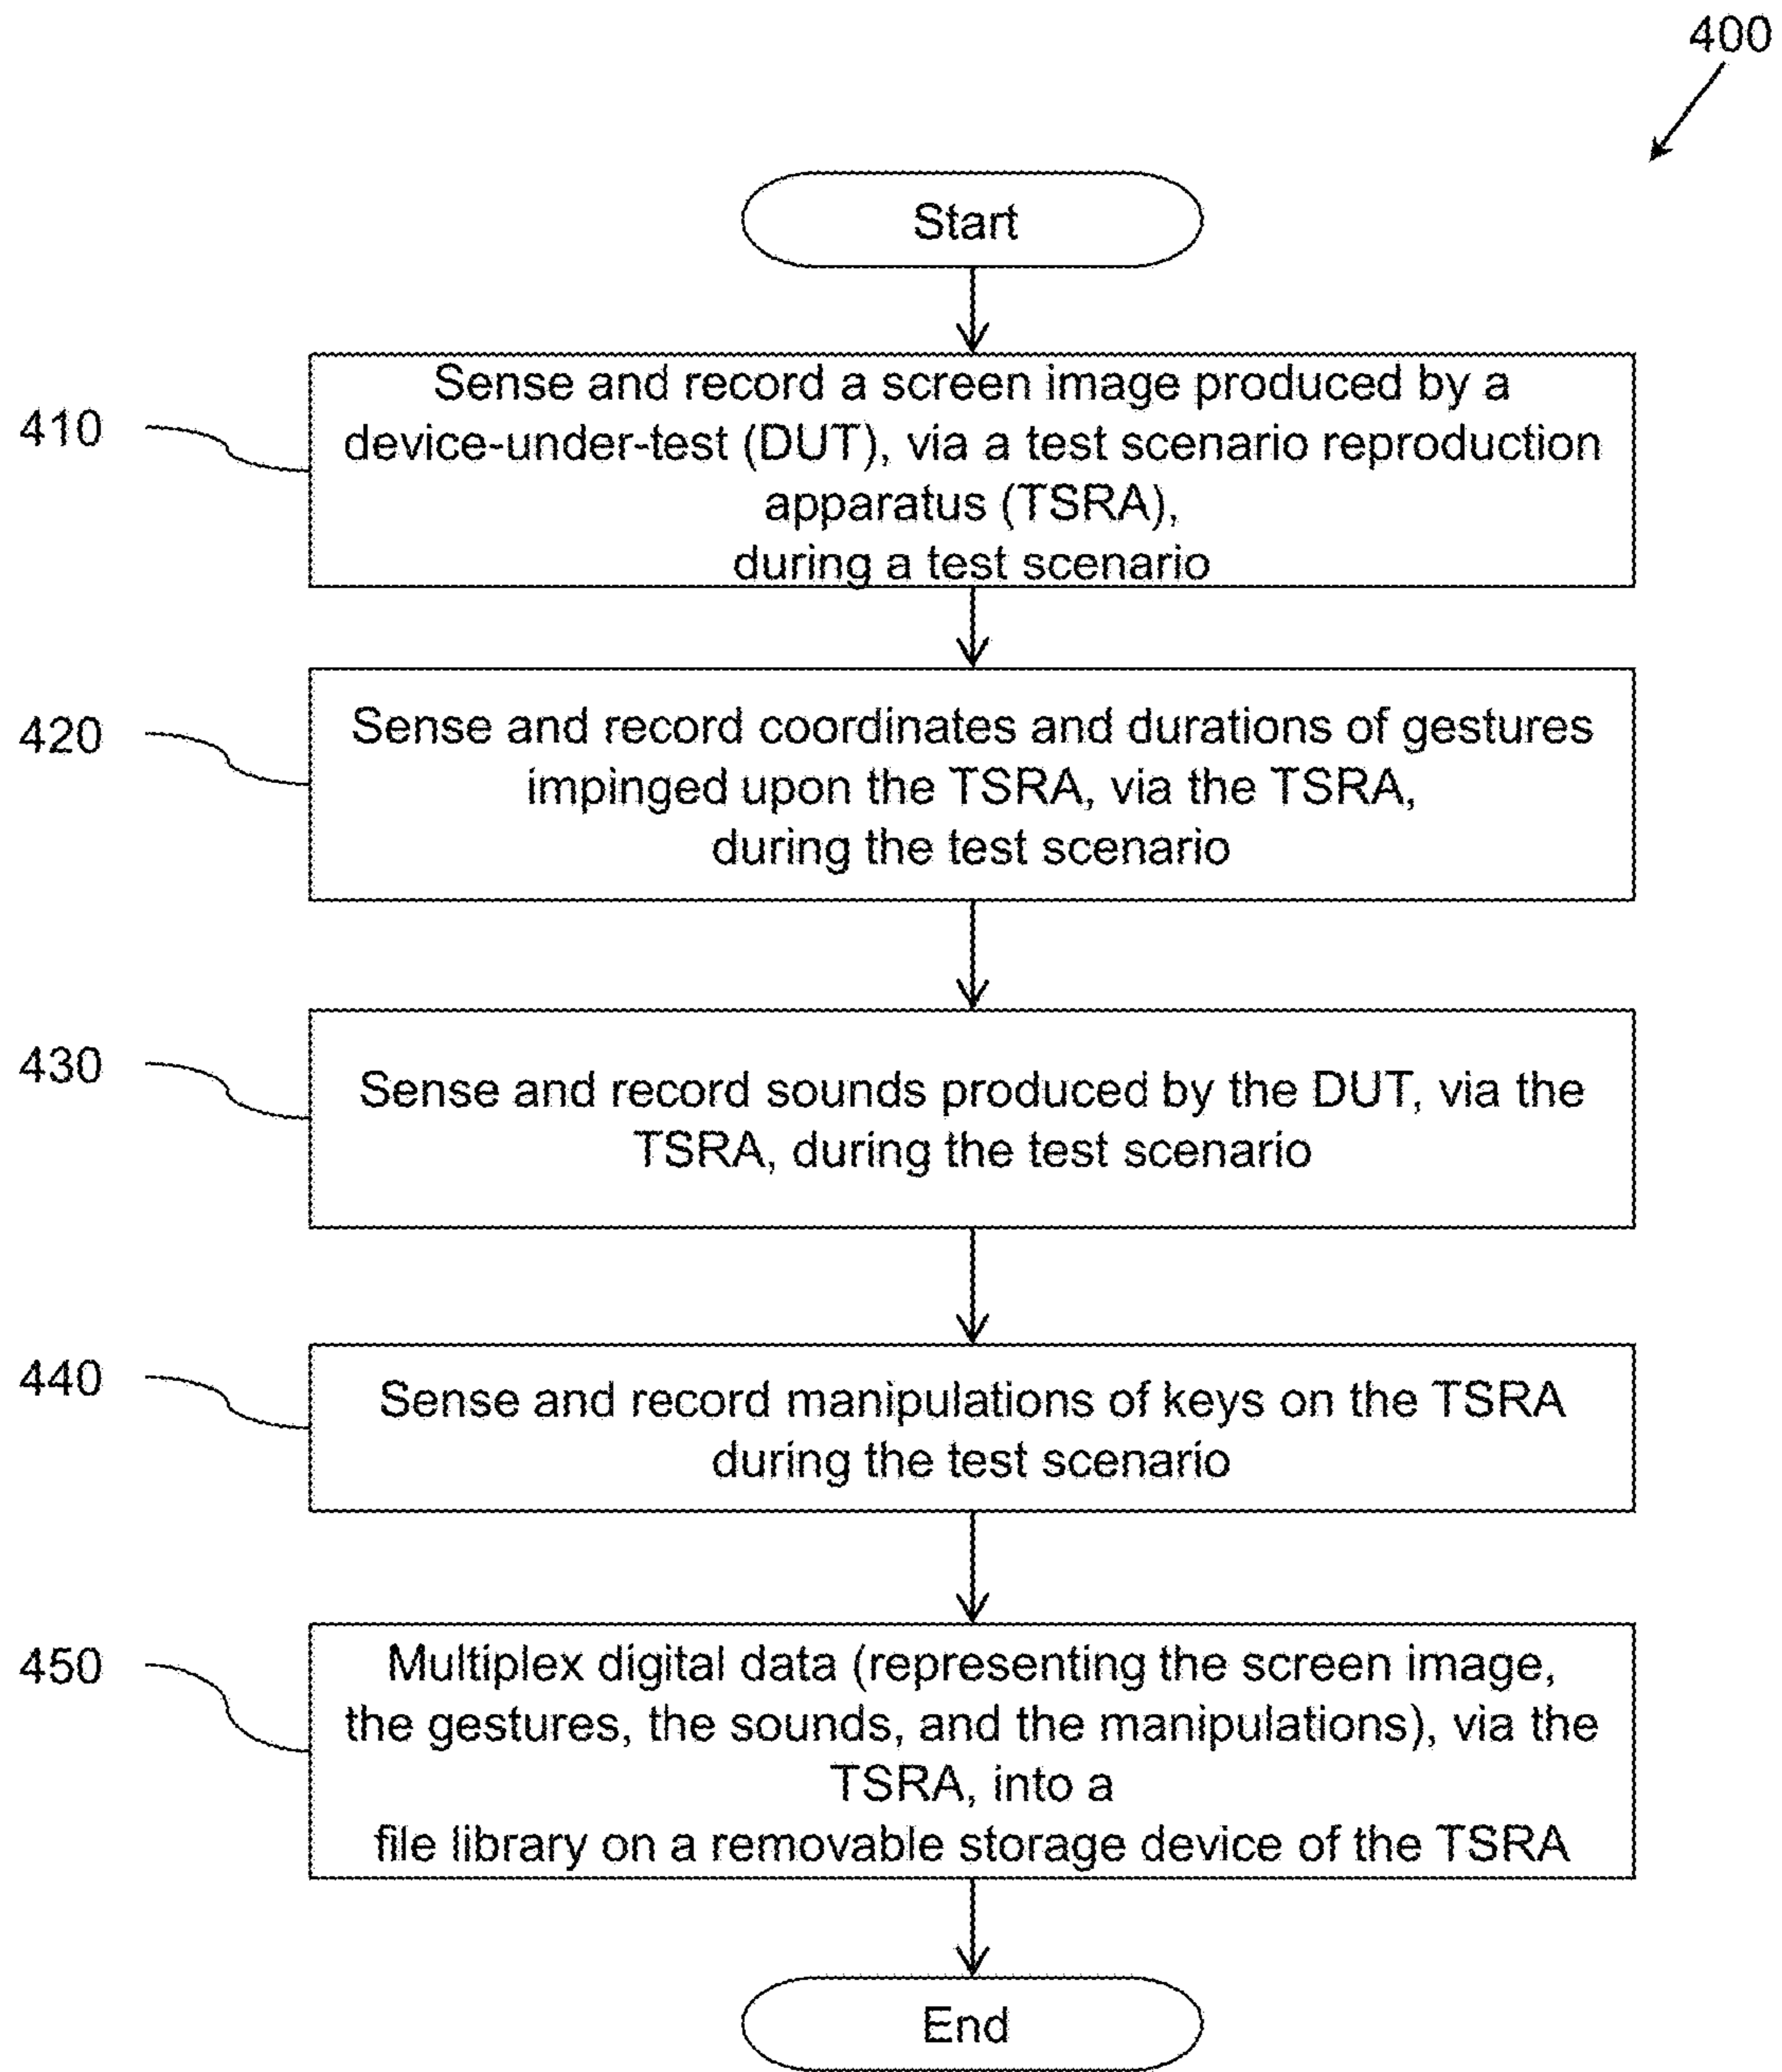 400
Start
410
Sense and record a screen image produced by a
device-under-test (DUT), via a test scenario reproduction
apparatus (TSRA),
during a test scenario
420
Sense and record coordinates and durations of gestures
impinged upon the TSRA, via the TSRA,
during the test scenario
430
Sense and record sounds produced by the DUT, via the
TSRA, during the test scenario
440
Sense and record manipulations of keys on the TSRA
during the test scenario
450
Multiplex digital data (representing the screen image,
the gestures, the sounds, and the manipulations), via the
TSRA, into a
file library on a removable storage device of the TSRA
End